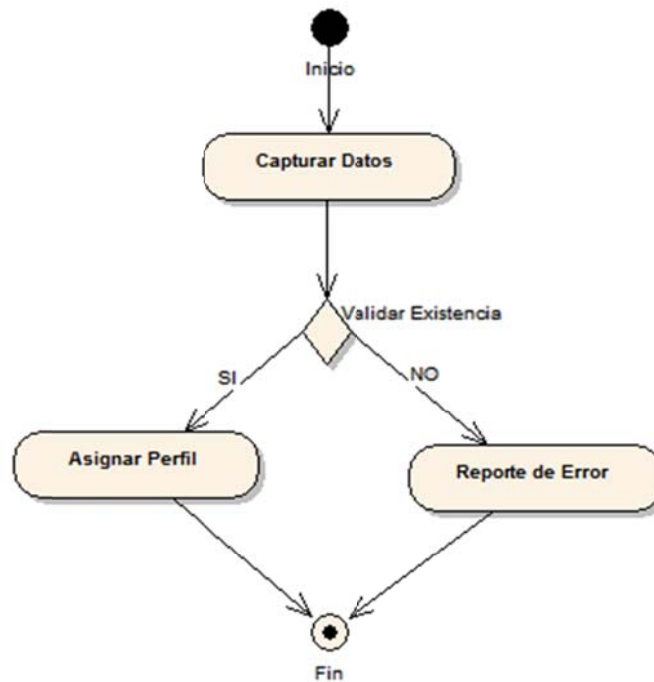 Inicio
Capturar Datos
Validar Existencia
SI
NO
Asignar Perfil
Reporte de Error
Fin